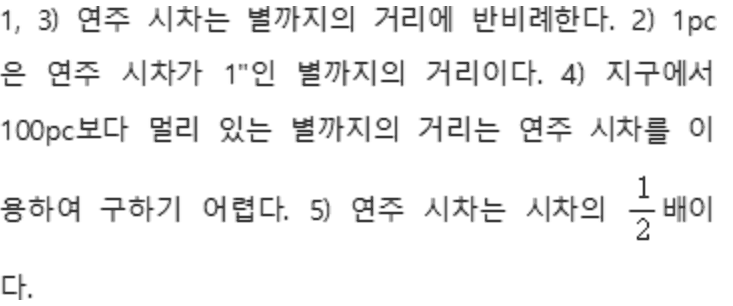 1, 3) 연주 시차는 별까지의 거리에 반비례한다. 2) 1pc
은 연주 시차가 1"인 별까지의 거리이다. 4) 지구에서
100pc보다 멀리 있는 별까지의 거리는 연주 시차를 이
용하여 구하기 어렵다. 5) 연주 시차는 시차의 1/2배이
다.